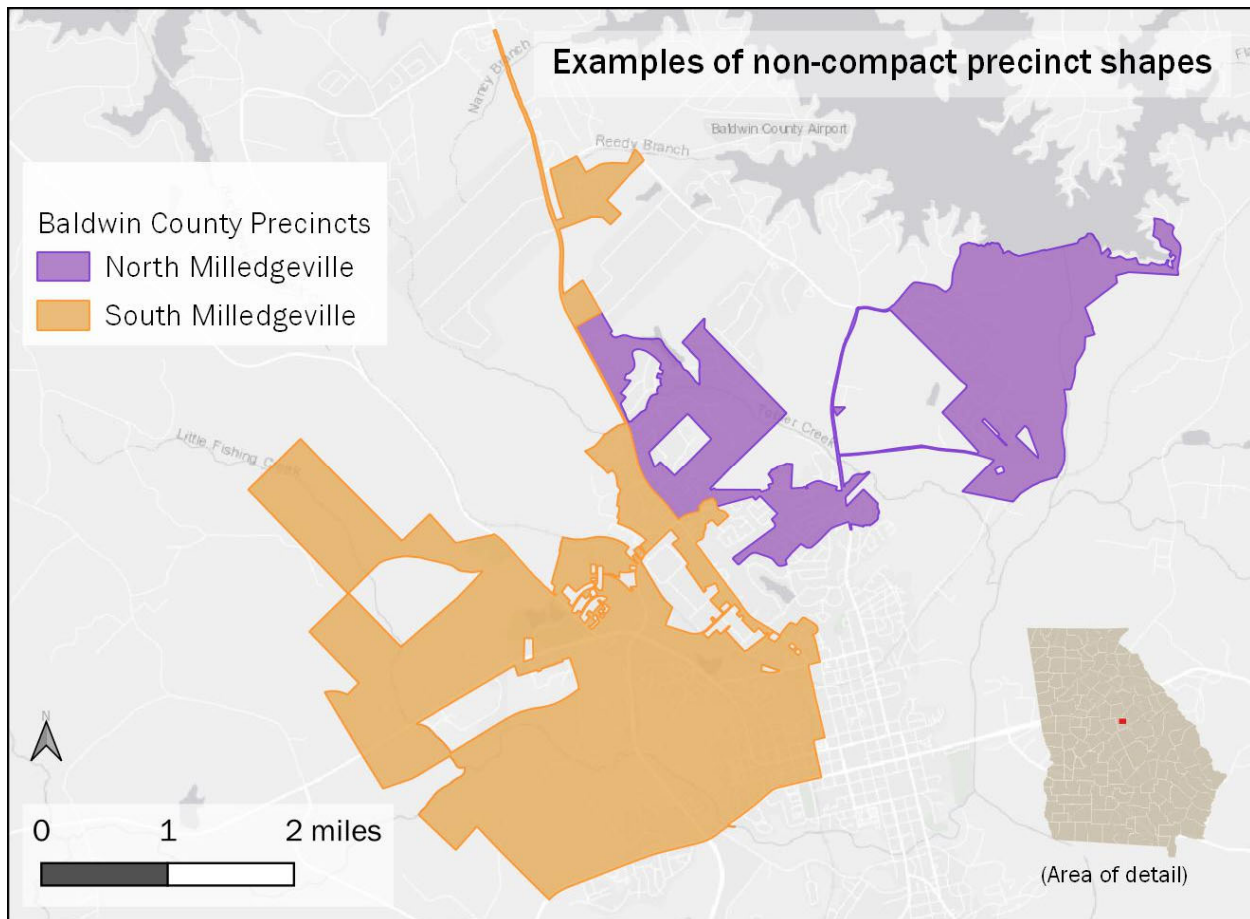 Examples of non-compact precinct shapes
Nancy Branch
Reedy Branch
Baldwin County Airport
Baldwin County Precincts
North Milledgeville
South Milledgeville
Little Fishing Creek
Creek
N
0 1 2 miles
(Area of detail)